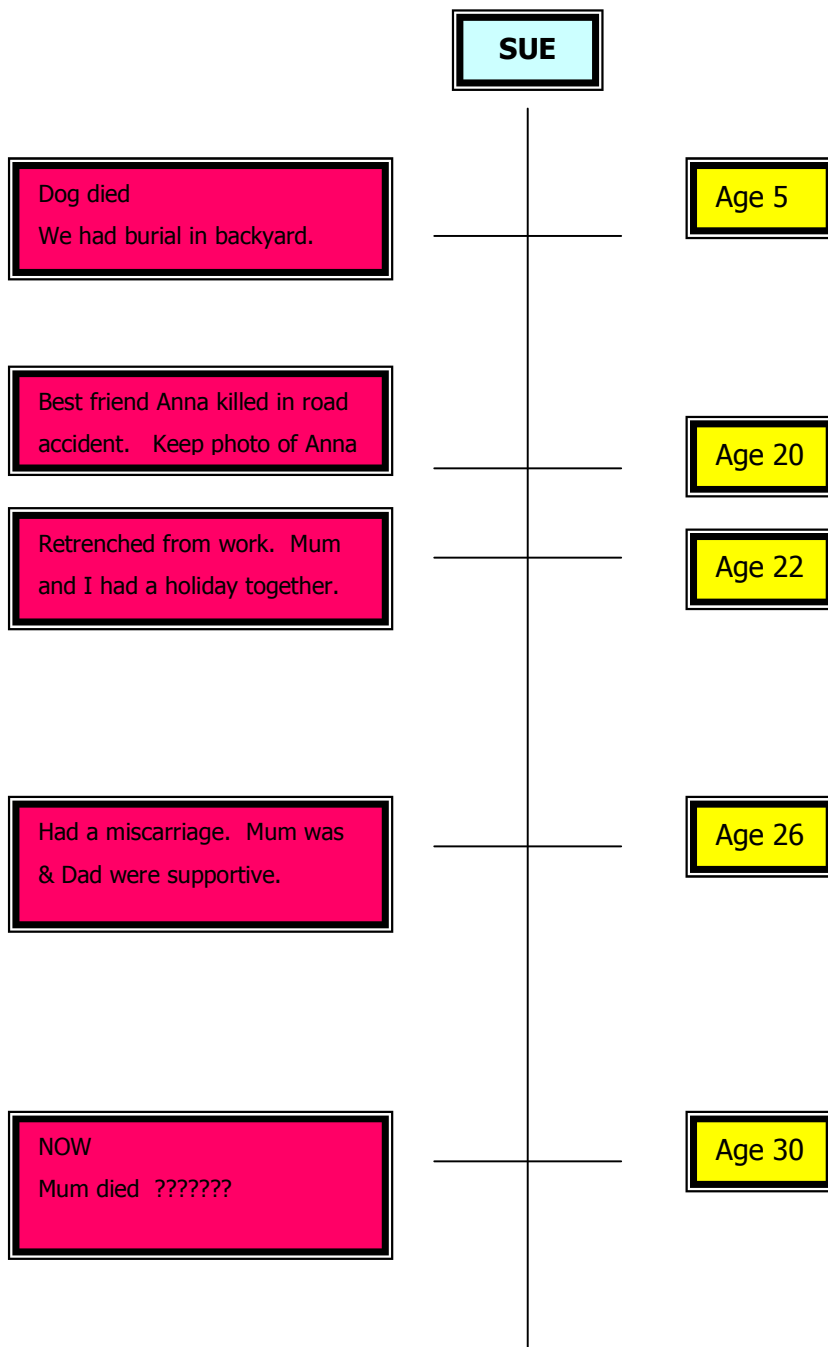 SUE
Dog died
We had burial in backyard.
Age 5
Best friend Anna killed in road
accident.   Keep photo of Anna
Age 20
Retrenched from work.  Mum
and I had a holiday together.
Age 22
Had a miscarriage.  Mum was
& Dad were supportive.
Age 26
NOW
Mum died  ???????
Age 30